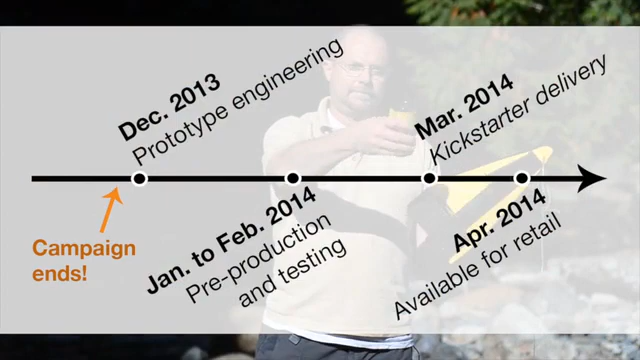 Dec. 2013
Prototype engineering
Mar. 2014
Kickstarter delivery
Campaign
ends!
Jan. to Feb. 2014
Pre-production
and testing
Apr. 2014
Available for retail